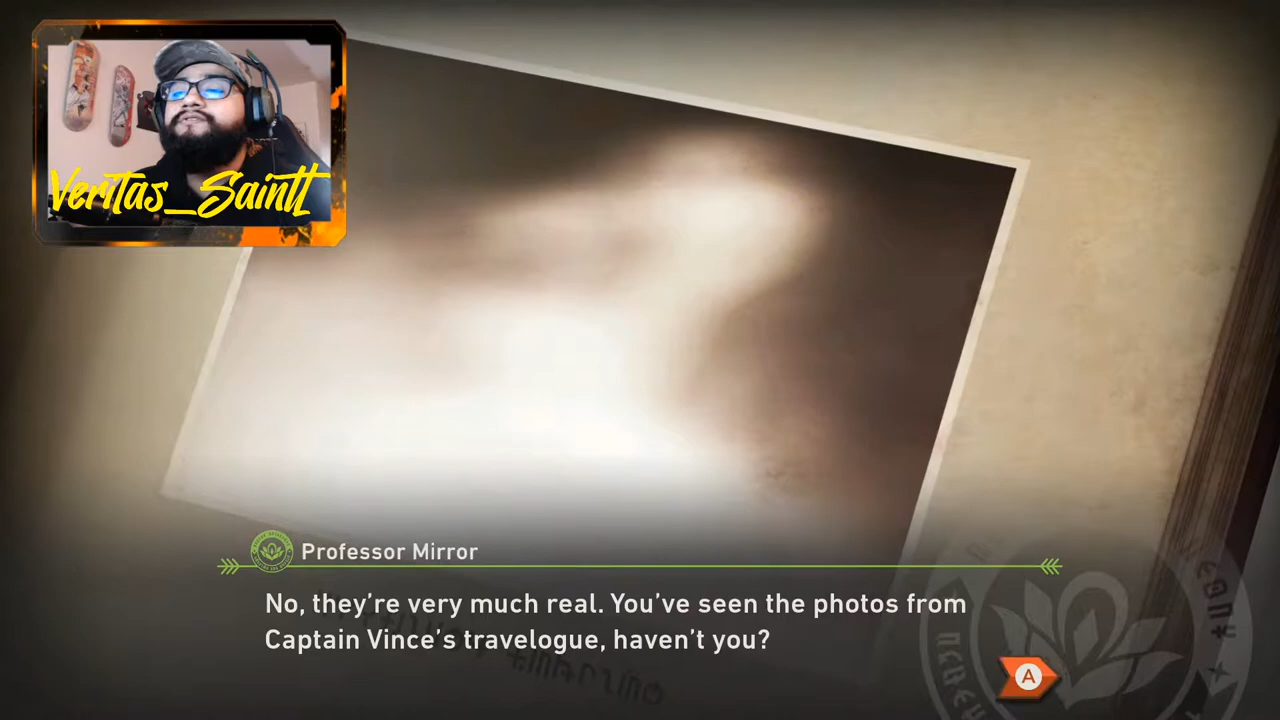 Veritas_Saintt
Professor Mirror
No, they're very much real. You've seen the photos from
Captain Vince's travelogue, haven't you?
A